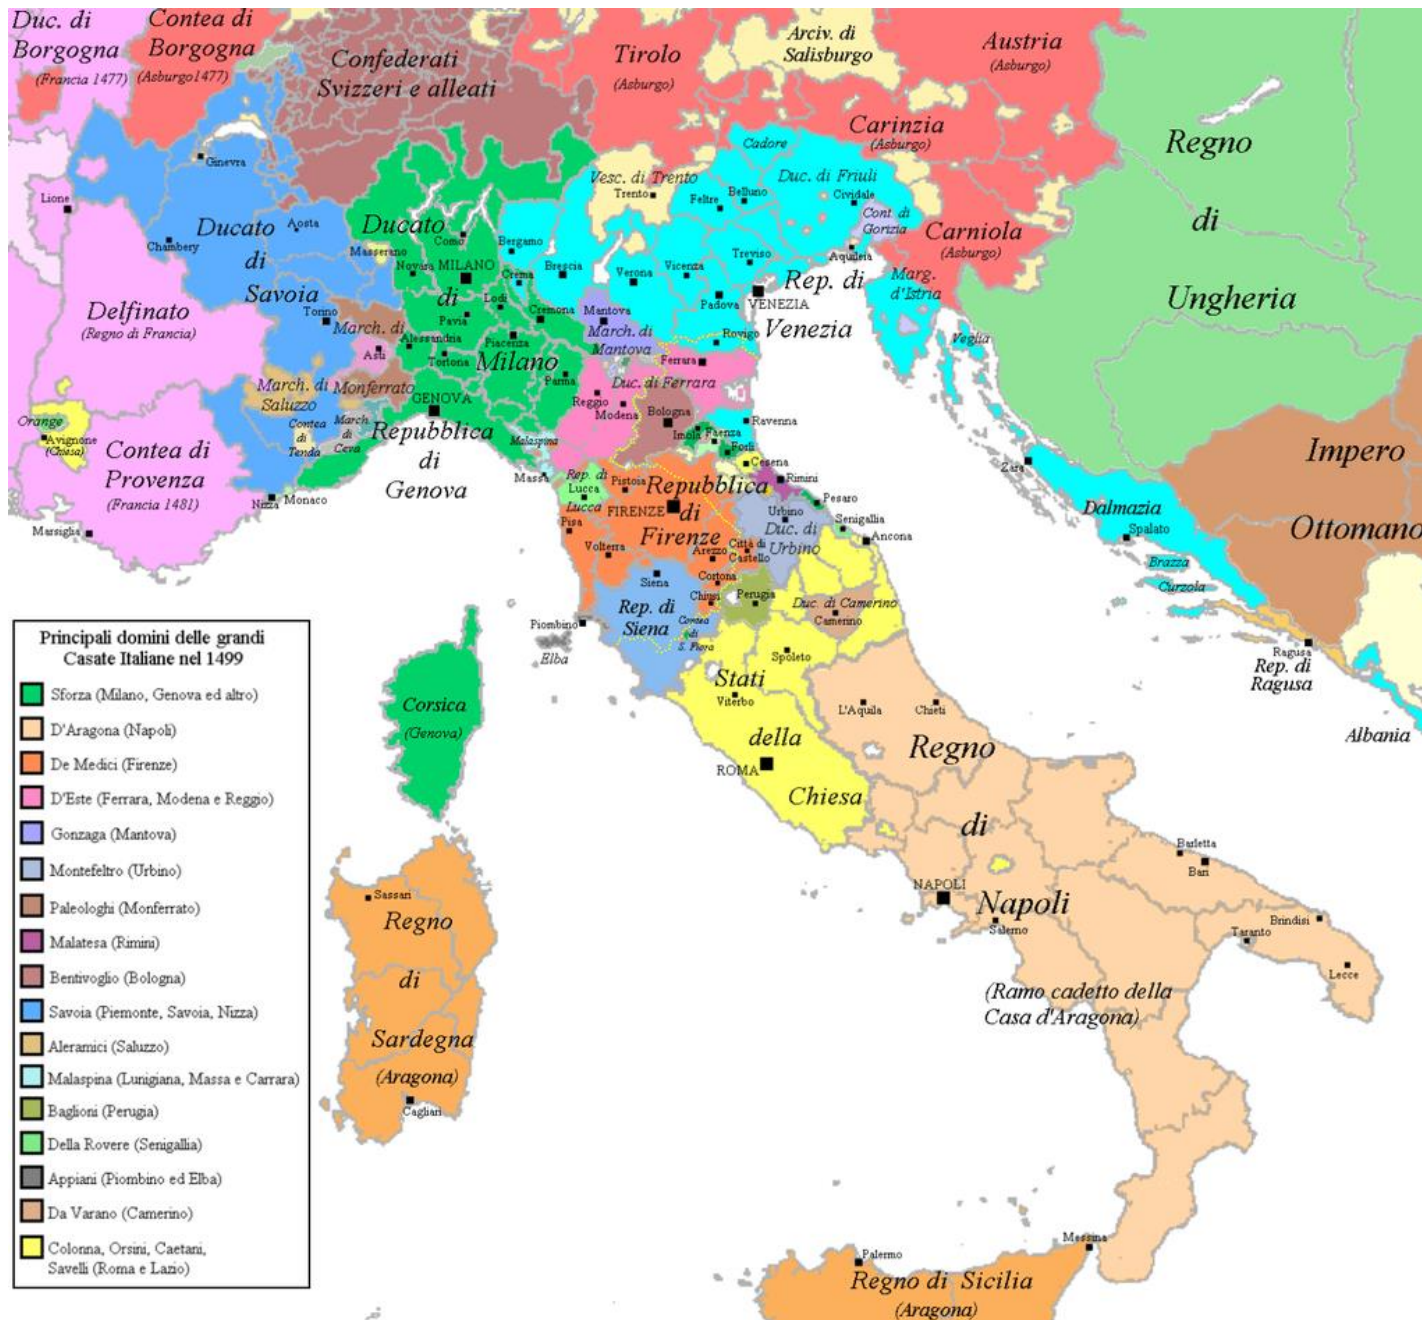 Duc. di
Borgogna
(Francia 1477)
Contea di
Borgogna
(Asburgo1477)
Confederati
Svizzeri e alleati
Tirolo
(Asburgo)
Arciv. di
Salisburgo
Austria
(Asburgo)
Carinzia
(Asburgo)
Regno
di
Ungheria
Cadore
Duc. di Friuli
Cividale
Vesc. di Trento
Trento
Belluno
Feltre
Cont. di
Gorizia
Carniola
(Asburgo)
Aquileia
Marg.
d'Istria
Veglia
Ginevra
Lione
Chambery
Aosta
Ducato
di
Savoia
Masserano
Torino
Ducato
di
Milano
Como
Novara
MILANO
Bergamo
Crema
Brescia
Lodi
Pavia
Cremona
Piacenza
Alessandria
Tortona
Parma
Verona
Vicenza
Treviso
Padova
VENEZIA
Rep. di
Venezia
Rovigo
Mantova
March. di
Mantova
Ferrara
Duc. di Ferrara
Reggio
Modena
Bologna
Imola
Faenza
Forlì
Ravenna
Cesena
Rimini
Pesaro
Delfinato
(Regno di Francia)
March. di
Monferrato
Asti
March. di
Saluzzo
Contea
di
Tenda
March.
di
Ceva
GENOVA
Repubblica
di
Genova
Malaspina
Massa
Orange
Avignone
(Chiesa)
Contea di
Provenza
(Francia 1481)
Marsiglia
Nizza
Monaco
Rep. di
Lucca
Lucca
Pistoia
FIRENZE
Repubblica
di
Firenze
Pisa
Volterra
Arezzo
Città di
Castello
Cortona
Chiusi
Siena
Rep. di
Siena
Contea
di
S. Fiora
Urbino
Duc. di
Urbino
Senigallia
Ancona
Perugia
Duc. di Camerino
Camerino
Spoleto
Piombino
Elba
Stati
della
Chiesa
Viterbo
ROMA
Zara
Dalmazia
Spalato
Brazza
Curzola
Impero
Ottomano
Ragusa
Rep. di
Ragusa
Albania
Corsica
(Genova)
L'Aquila
Chieti
Regno
di
Napoli
NAPOLI
Salerno
Barletta
Bari
Brindisi
Taranto
Lecce
(Ramo cadetto della
Casa d'Aragona)
Sassari
Regno
di
Sardegna
(Aragona)
Cagliari
Palermo
Messina
Regno di Sicilia
(Aragona)
Principali domini delle grandi
Casate Italiane nel 1499
Sforza (Milano, Genova ed altro)
D'Aragona (Napoli)
De Medici (Firenze)
D'Este (Ferrara, Modena e Reggio)
Gonzaga (Mantova)
Montefeltro (Urbino)
Paleologhi (Monferrato)
Malatesa (Rimini)
Bentivoglio (Bologna)
Savoia (Piemonte, Savoia, Nizza)
Aleramici (Saluzzo)
Malaspina (Lunigiana, Massa e Carrara)
Baglioni (Perugia)
Della Rovere (Senigallia)
Appiani (Piombino ed Elba)
Da Varano (Camerino)
Colonna, Orsini, Caetani,
Savelli (Roma e Lazio)